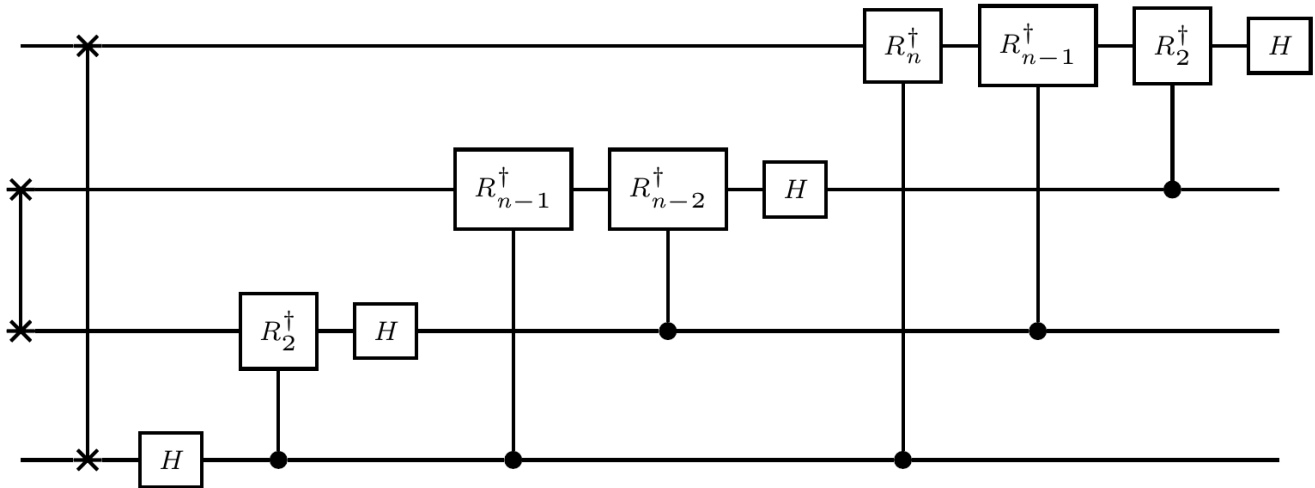 R_n^† R_{n-1}^† R_2^† H
R_{n-1}^† R_{n-2}^† H
R_2^† H
H